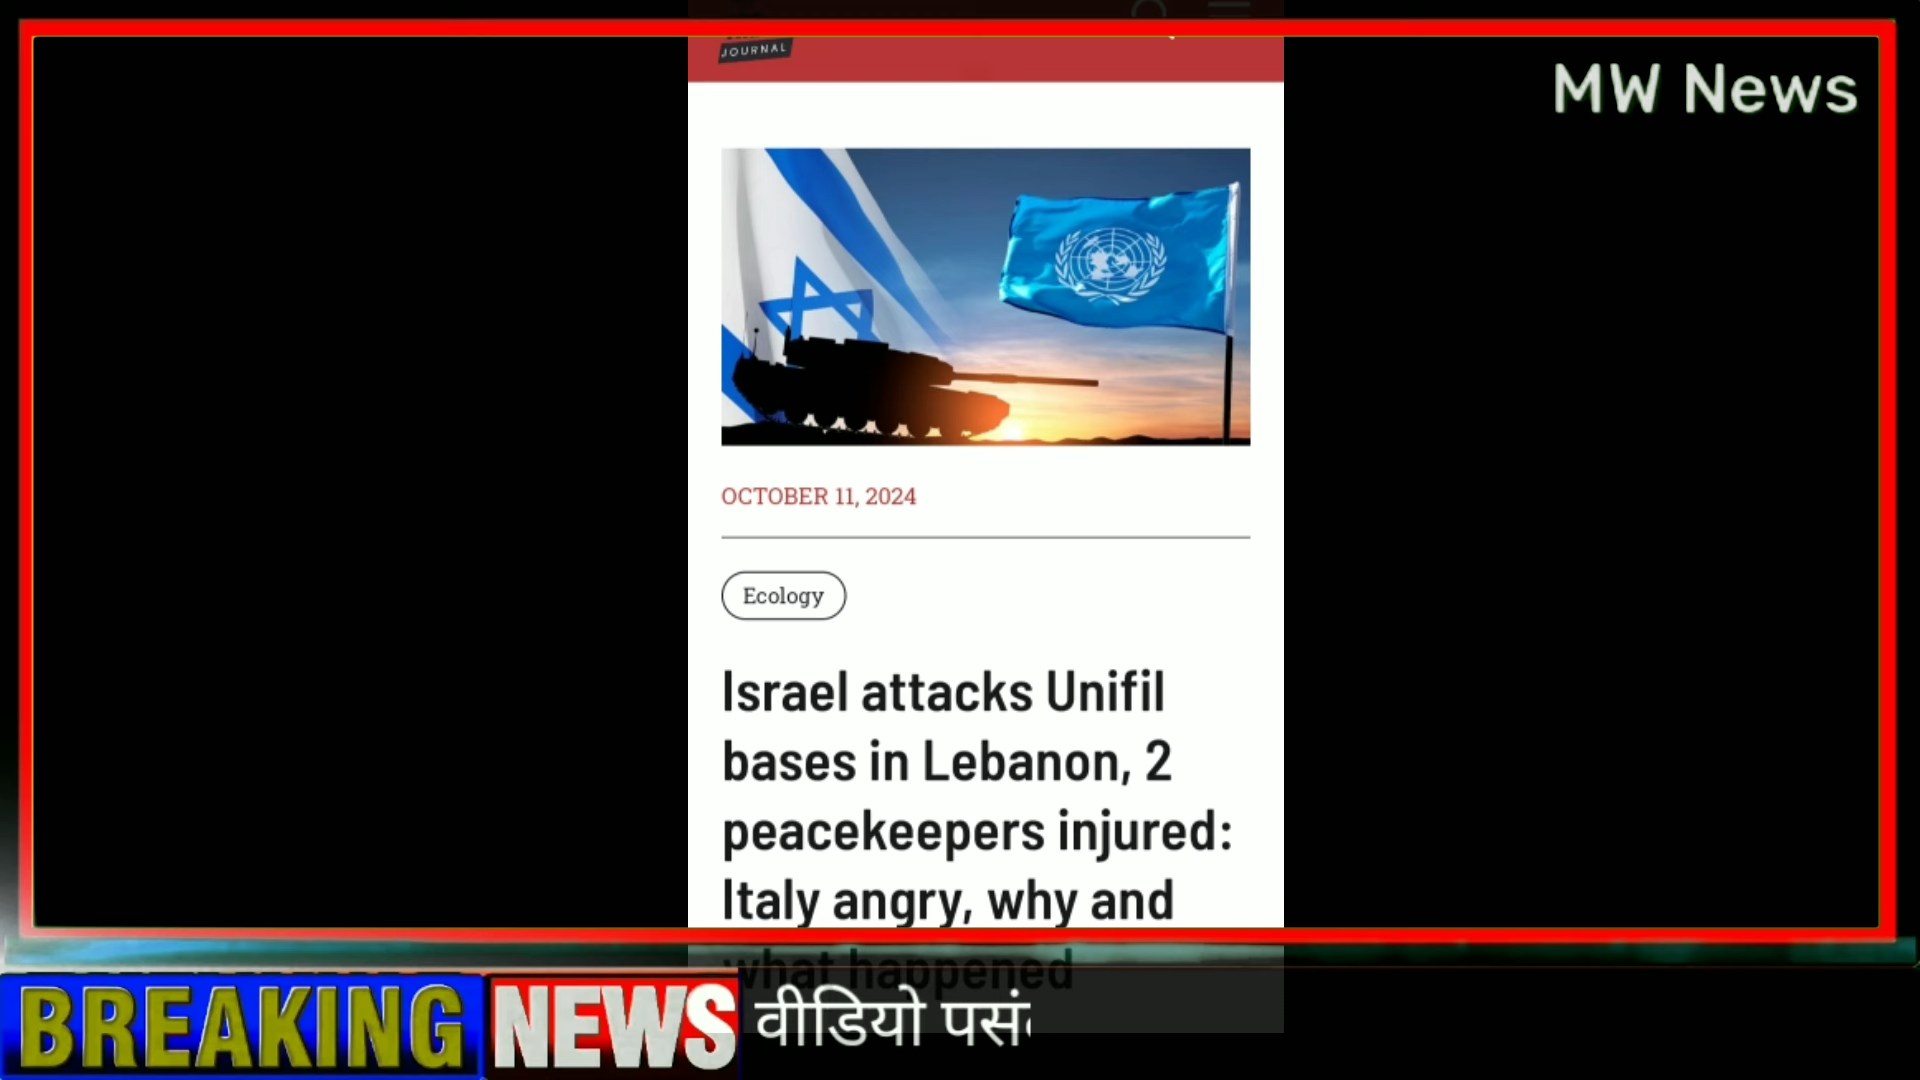 JOURNAL
MW News
OCTOBER 11, 2024
Ecology
Israel attacks Unifil
bases in Lebanon, 2
peacekeepers injured:
Italy angry, why and
what happened
BREAKING NEWS वीडियो